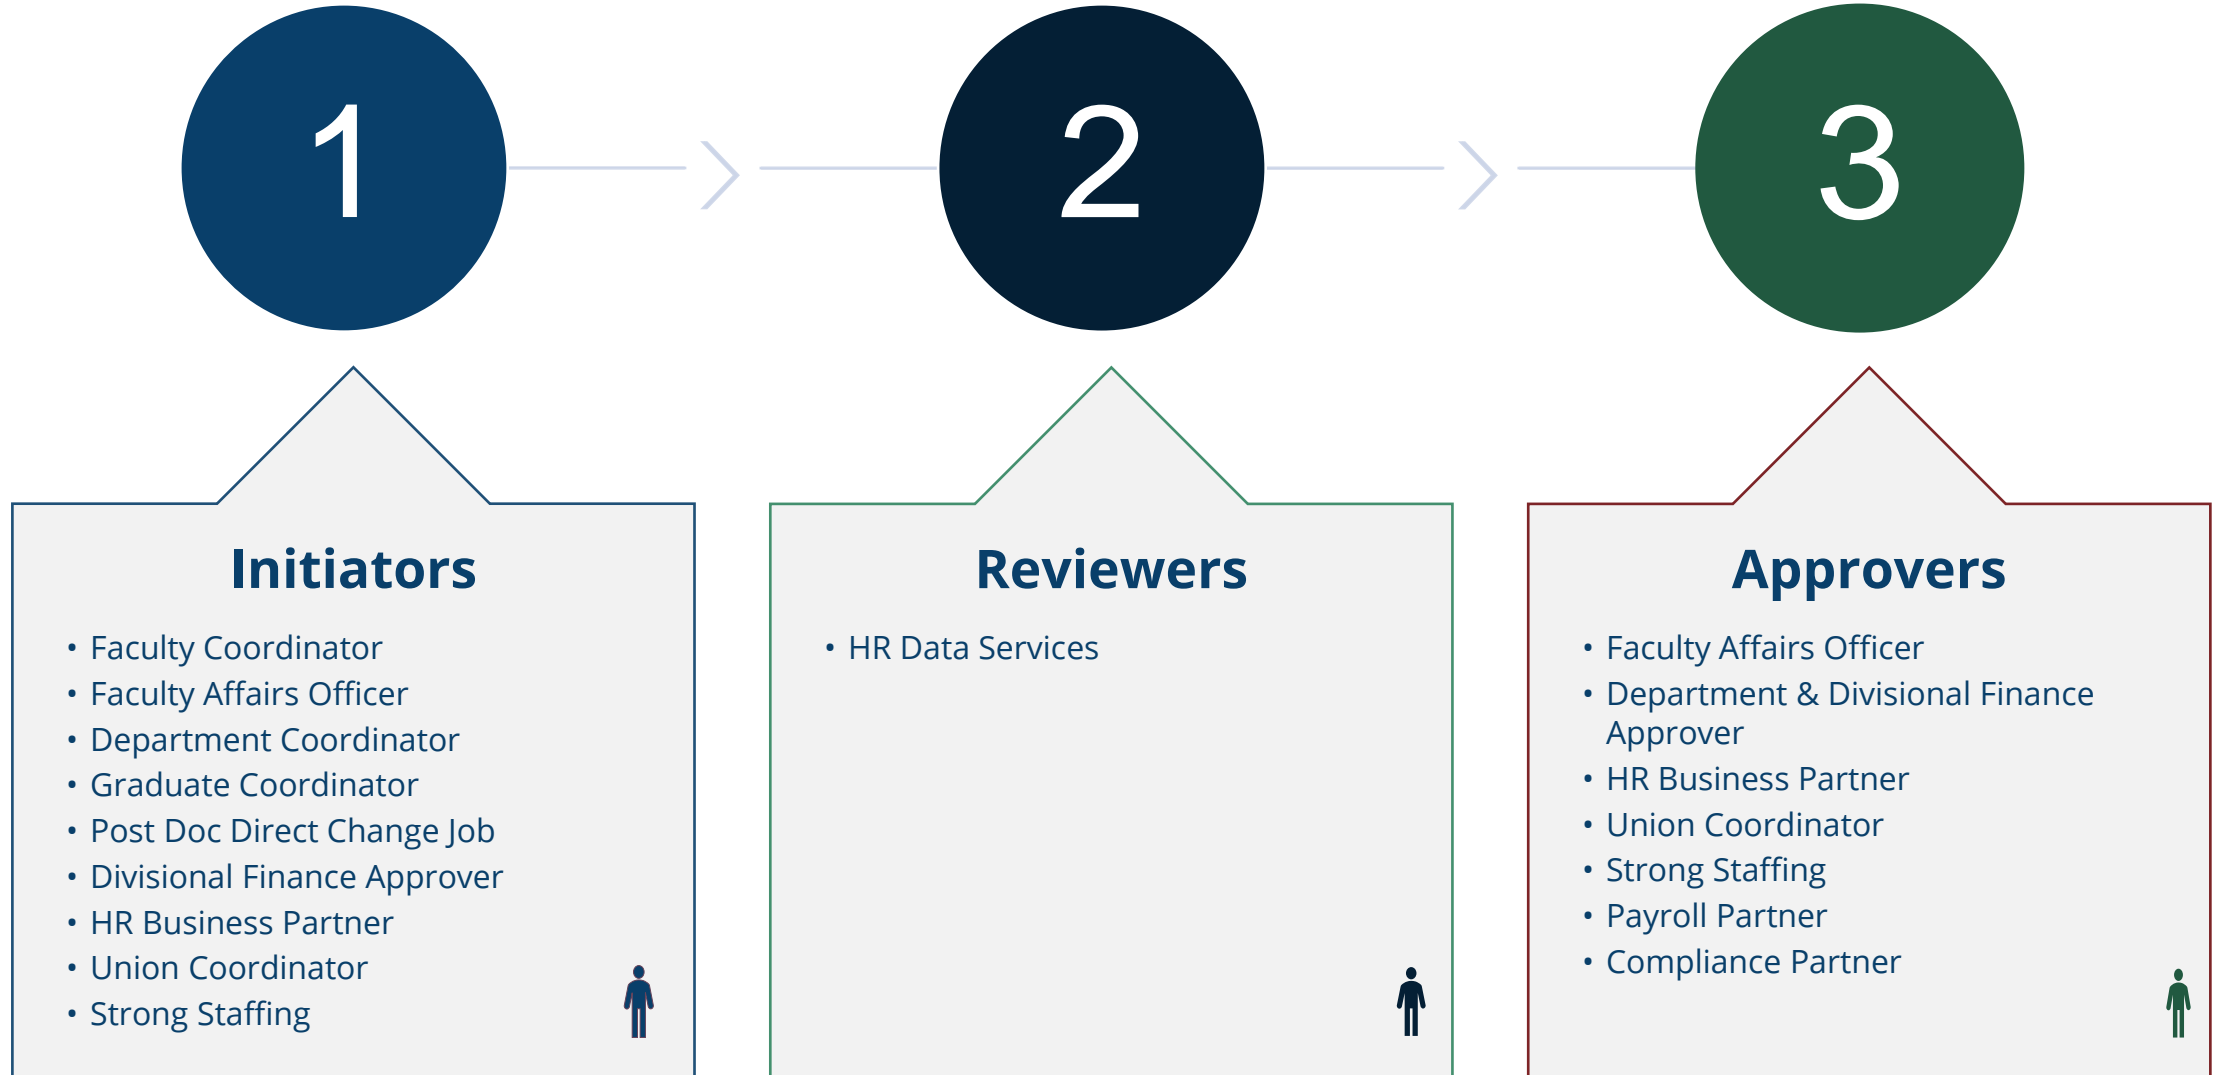 1
2
3
Initiators
• Faculty Coordinator
• Faculty Affairs Officer
• Department Coordinator
• Graduate Coordinator
• Post Doc Direct Change Job
• Divisional Finance Approver
• HR Business Partner
• Union Coordinator
• Strong Staffing
Reviewers
• HR Data Services
Approvers
• Faculty Affairs Officer
• Department & Divisional Finance
Approver
• HR Business Partner
• Union Coordinator
• Strong Staffing
• Payroll Partner
• Compliance Partner